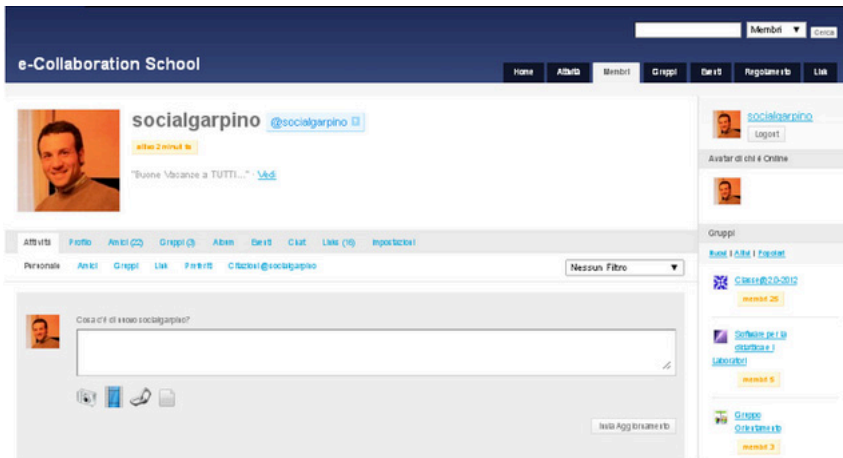 Membri
Cerca
e-Collaboration School
Home
Attività
Membri
Gruppi
Eventi
Regolamento
Link
socialgarpino @socialgarpino
attivo 2 minuti fa
"Buone Vacanze a TUTTI..." · Vedi
socialgarpino
Logout
Avatar di chi è Online
Attività Profilo Amici (22) Gruppi (3) Album Eventi Chat Links (16) Impostazioni
Personale Amici Gruppi Link Preferiti Citazioni @socialgarpino
Nessun Filtro
Cosa c'è di nuovo socialgarpino?
Invia Aggiornamento
Gruppi
Nuovi | Attivi | Popolari
Classe@2.0-2012
membri 25
Software per la
didattica e i
Laboratori
membri 5
Gruppo
Orientamento
membri 3